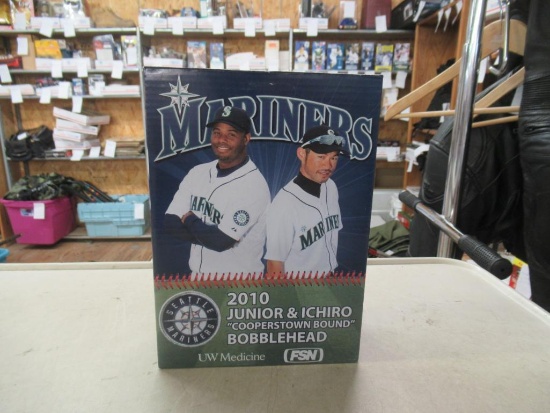 MARINERS
S
S
MARINERS
MARINERS
SEATTLE
MARINERS
2010
JUNIOR & ICHIRO
"COOPERSTOWN BOUND"
BOBBLEHEAD
UW Medicine
FSN